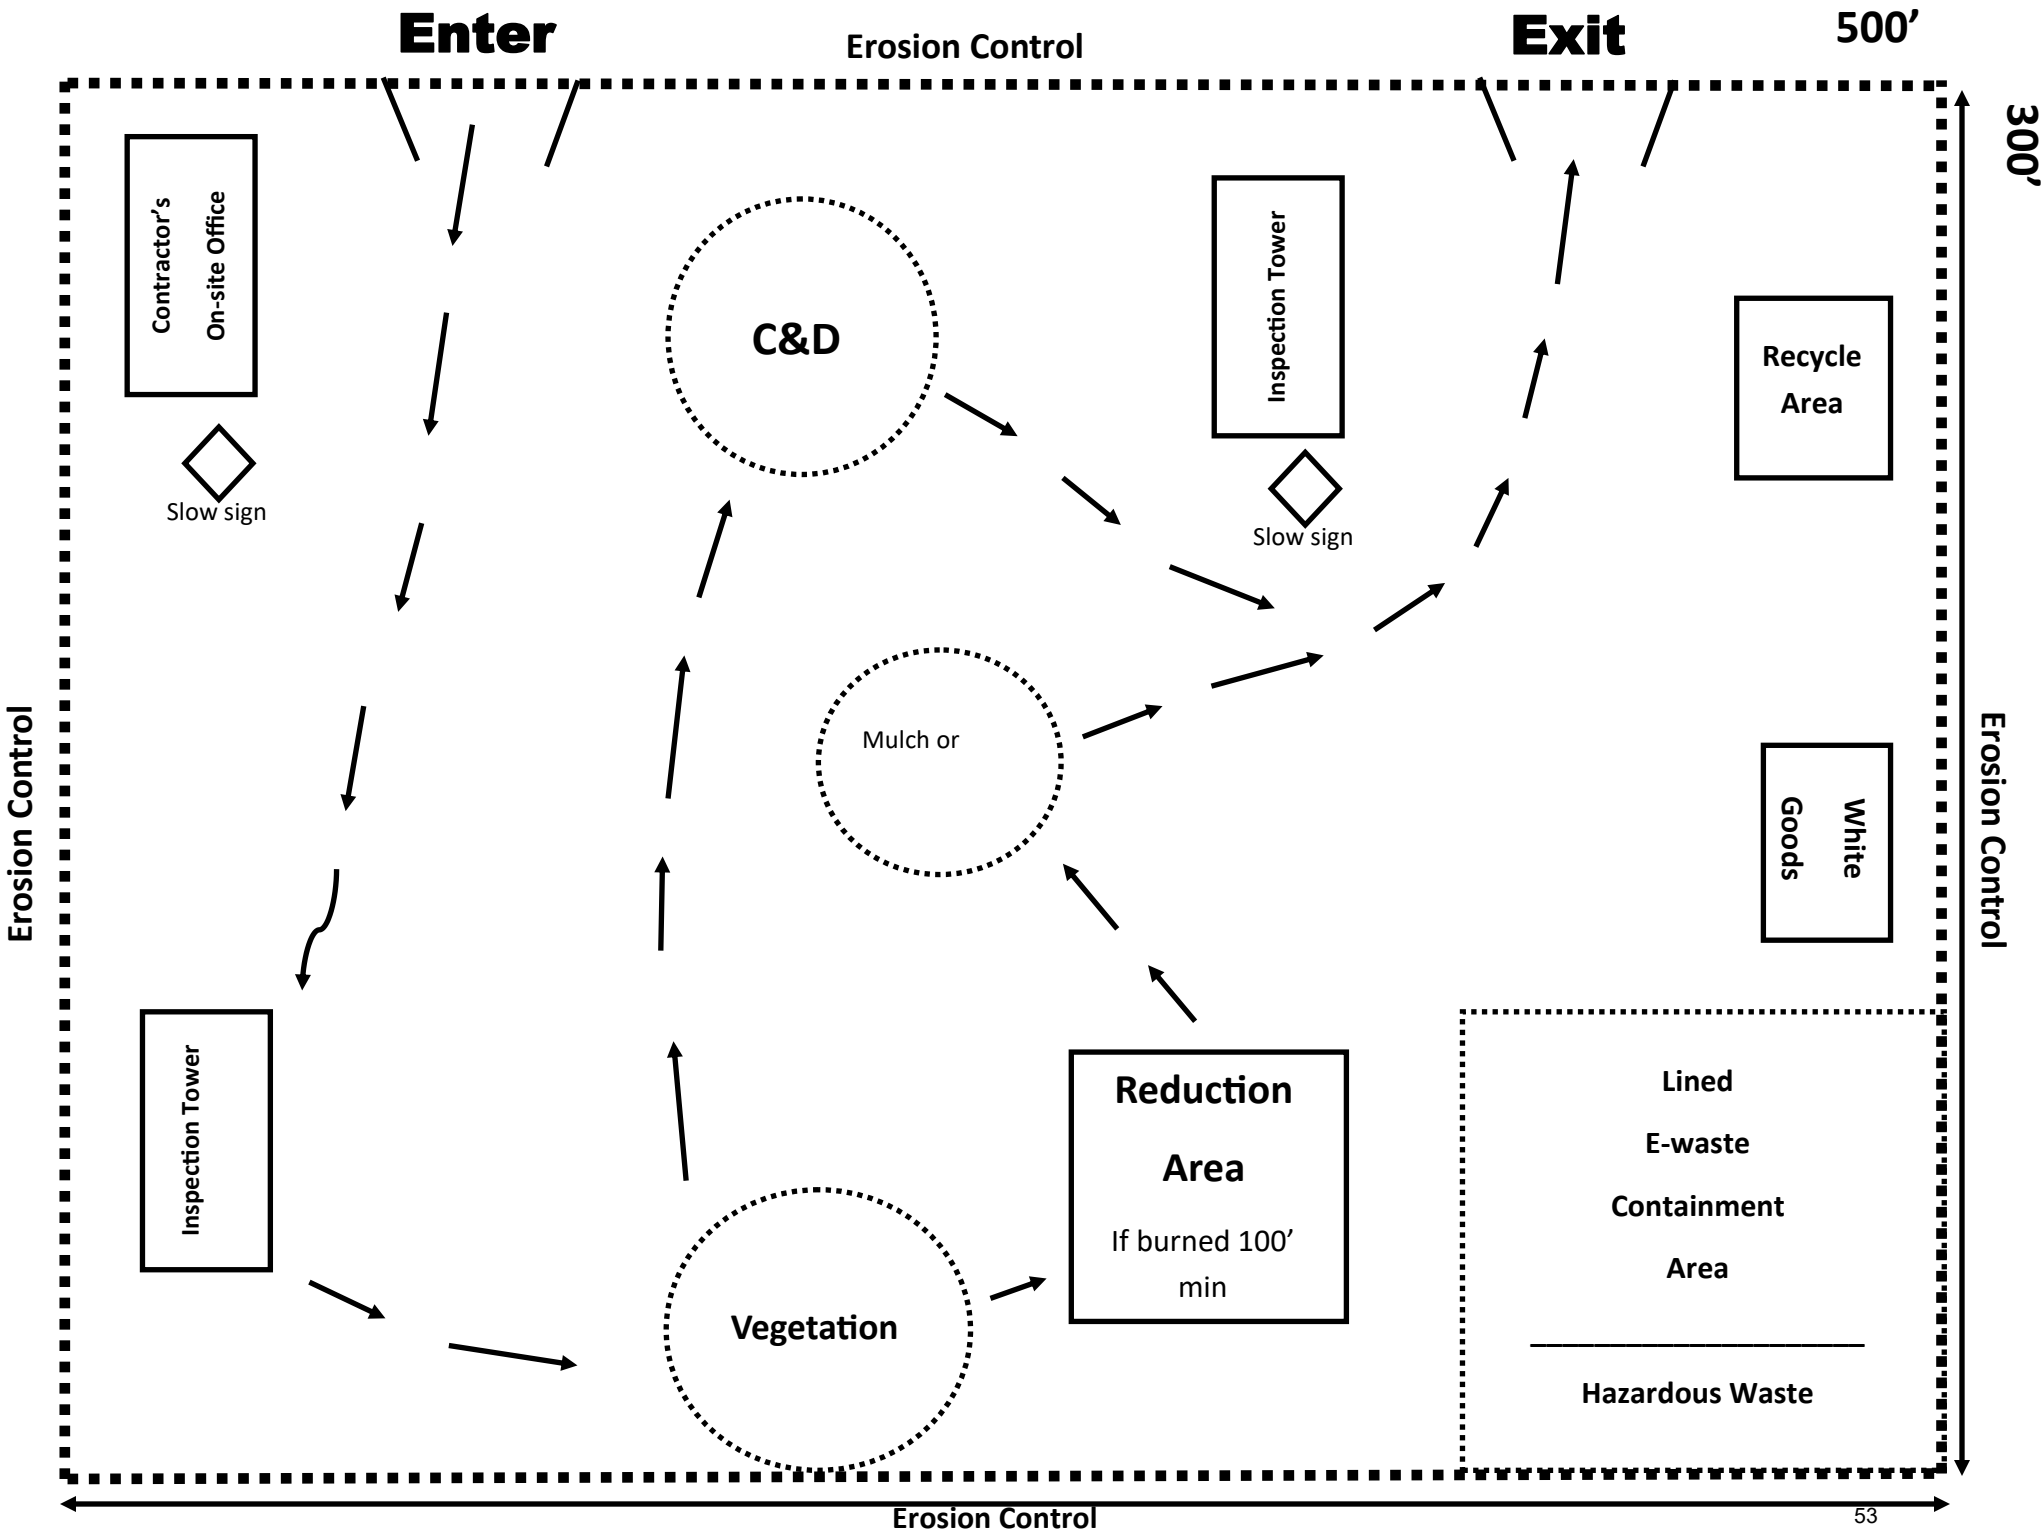 Enter
Erosion Control
Exit
500’
300’
Contractor’s
On-site Office
Slow sign
C&D
Inspection Tower
Slow sign
Recycle
Area
Erosion Control
Mulch or
White
Goods
Erosion Control
Inspection Tower
Vegetation
Reduction
Area
If burned 100’
min
Lined
E-waste
Containment
Area
Hazardous Waste
Erosion Control
53